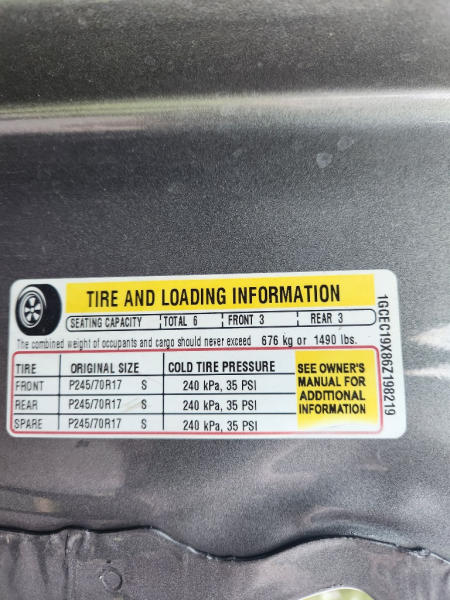 TIRE AND LOADING INFORMATION
SEATING CAPACITY TOTAL 6 FRONT 3 REAR 3
The combined weight of occupants and cargo should never exceed 676 kg or 1490 lbs.
TIRE ORIGINAL SIZE COLD TIRE PRESSURE
FRONT P245/70R17 S 240 kPa, 35 PSI
REAR P245/70R17 S 240 kPa, 35 PSI
SPARE P245/70R17 S 240 kPa, 35 PSI
SEE OWNER'S
MANUAL FOR
ADDITIONAL
INFORMATION
1GCEC19X86Z198219